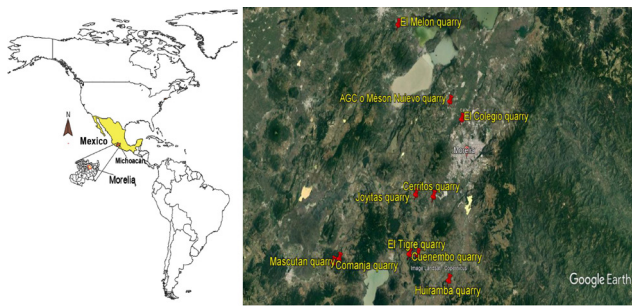 N
Mexico
Michoacan
Morelia
El Melon quarry
AGC o Meson Nuevo quarry
El Colegio quarry
Morelia
Cerritos quarry
Joyitas quarry
El Tigre quarry
Cuenembo quarry
Mascutan quarry
Comanja quarry
Huiramba quarry
Google Earth